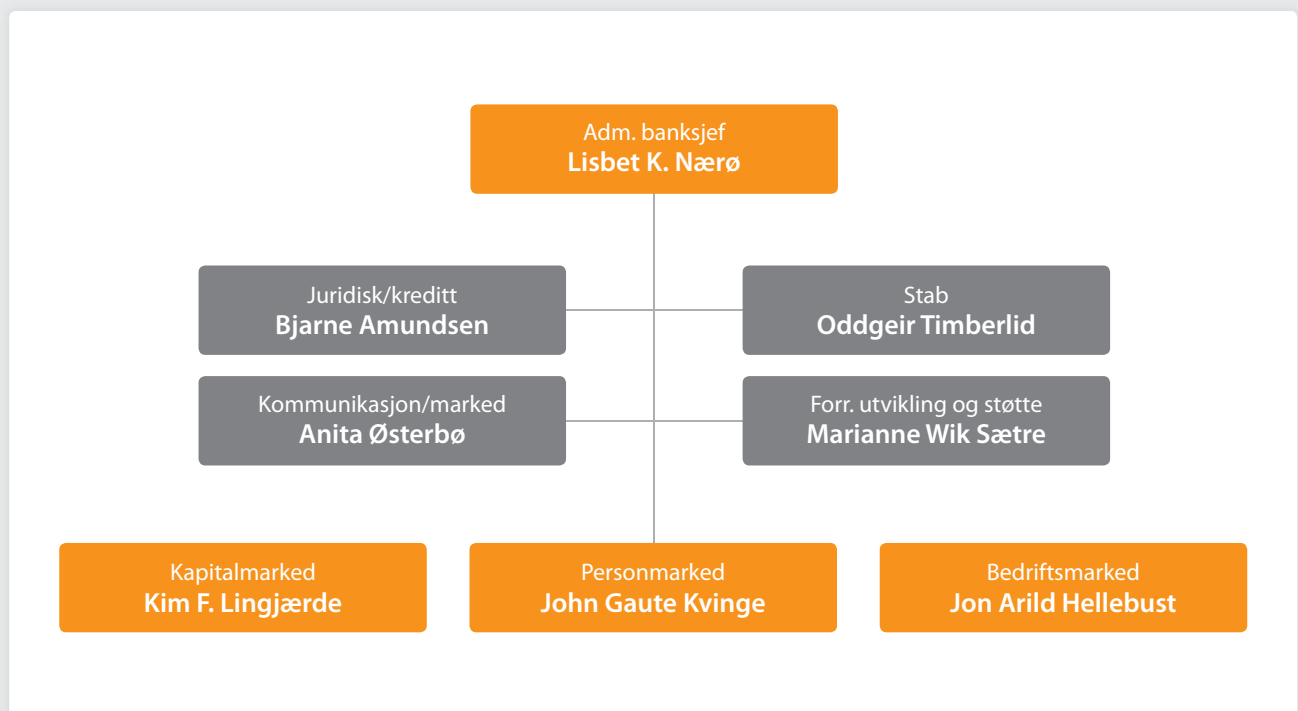 Adm. banksjef
Lisbet K. Nærø
Juridisk/kreditt
Bjarne Amundsen
Stab
Oddgeir Timberlid
Kommunikasjon/marked
Anita Østerbø
Forr. utvikling og støtte
Marianne Wik Sætre
Kapitalmarked
Kim F. Lingjærde
Personmarked
John Gaute Kvinge
Bedriftsmarked
Jon Arild Hellebust